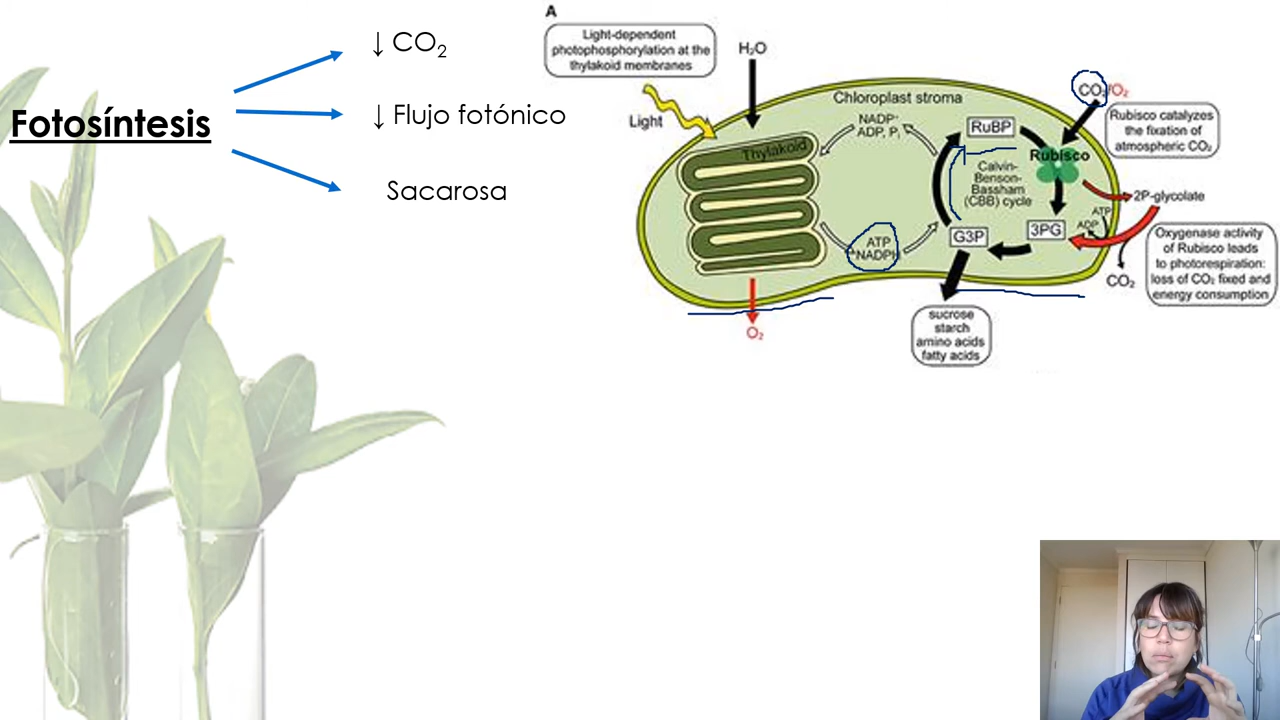 Fotosíntesis
↓ CO₂
↓ Flujo fotónico
Sacarosa
A
Light-dependent
photophosphorylation at the
thylakoid membranes
H₂O
Light
Chloroplast stroma
Thylakoid
NADP⁺
ADP, Pᵢ
ATP
NADPH
RuBP
Calvin-
Benson-
Bassham
(CBB) cycle
G3P
3PG
Rubisco
CO₂/O₂
Rubisco catalyzes
the fixation of
atmospheric CO₂
2P-glycolate
ATP
ADP
CO₂
Oxygenase activity
of Rubisco leads
to photorespiration:
loss of CO₂ fixed and
energy consumption
O₂
sucrose
starch
amino acids
fatty acids